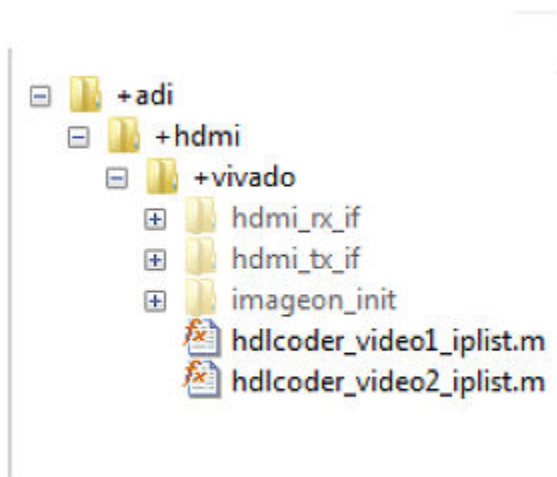 +adi
+hdmi
+vivado
hdmi_rx_if
hdmi_tx_if
imageon_init
hdlcoder_video1_iplist.m
hdlcoder_video2_iplist.m